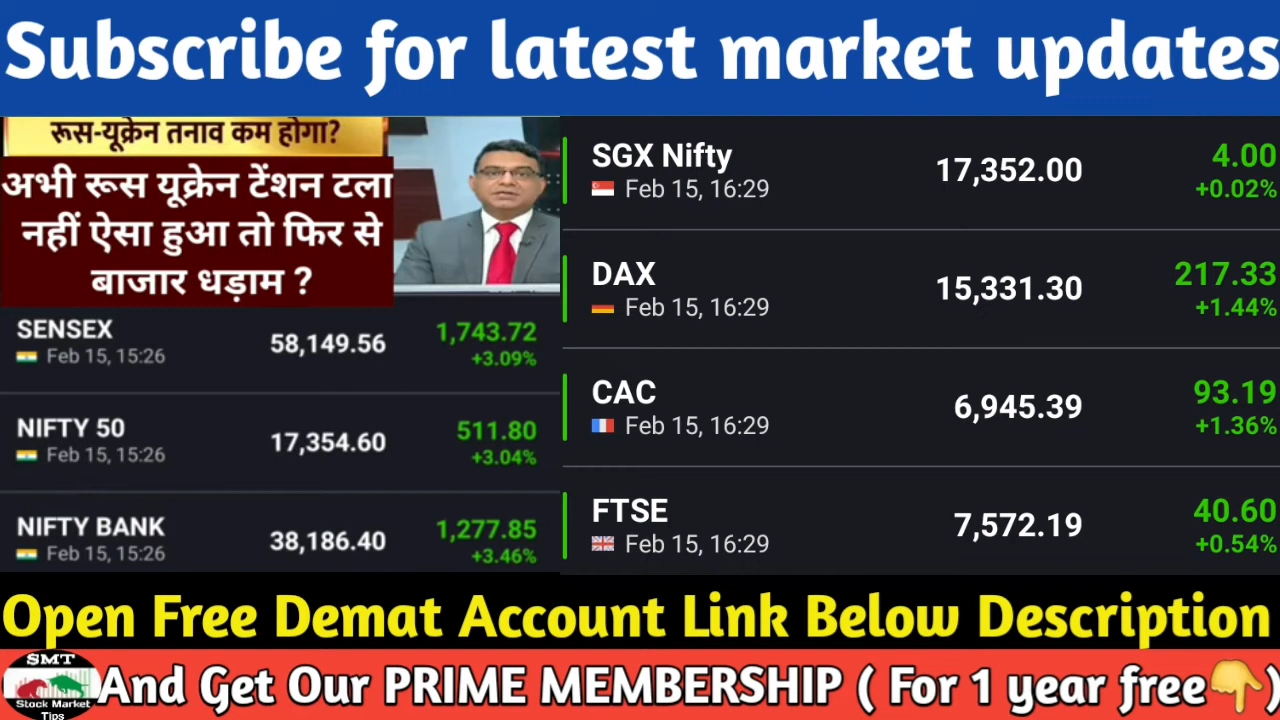 Subscribe for latest market updates
रूस-यूक्रेन तनाव कम होगा?
अभी रूस यूक्रेन टेंशन टला
नहीं ऐसा हुआ तो फिर से
बाजार धड़ाम ?
SENSEX 58,149.56 1,743.72
Feb 15, 15:26 +3.09%
NIFTY 50 17,354.60 511.80
Feb 15, 15:26 +3.04%
NIFTY BANK 38,186.40 1,277.85
Feb 15, 15:26 +3.46%
SGX Nifty 17,352.00 4.00
Feb 15, 16:29 +0.02%
DAX 15,331.30 217.33
Feb 15, 16:29 +1.44%
CAC 6,945.39 93.19
Feb 15, 16:29 +1.36%
FTSE 7,572.19 40.60
Feb 15, 16:29 +0.54%
Open Free Demat Account Link Below Description
SMT
Stock Market
Tips
And Get Our PRIME MEMBERSHIP ( For 1 year free👇)